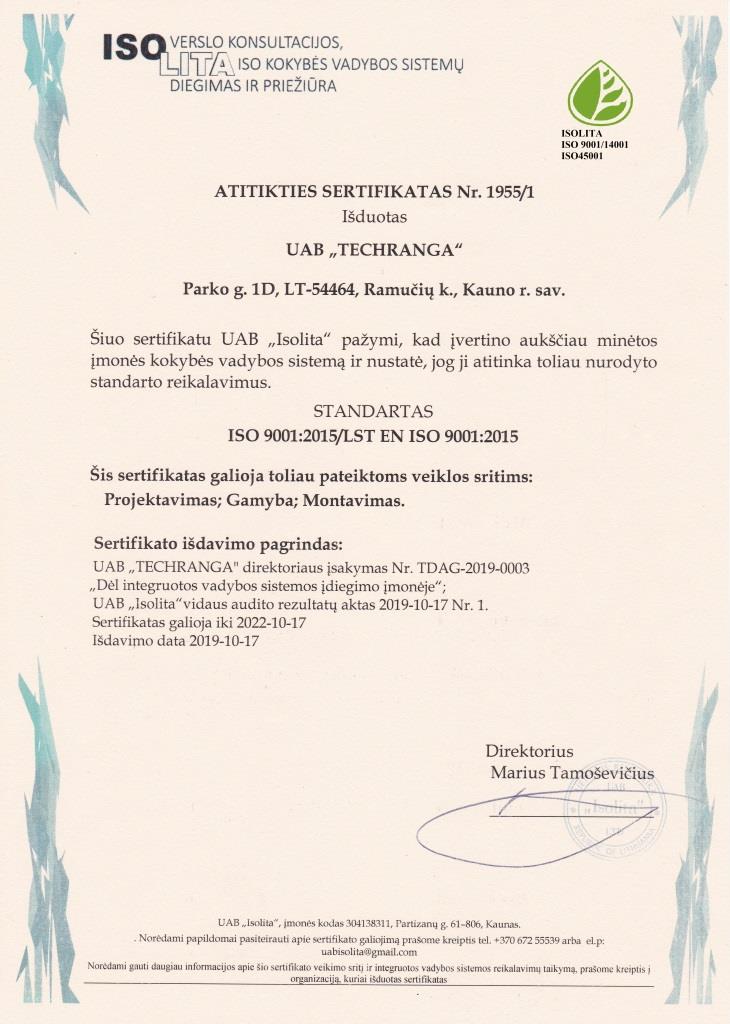 ISO VERSLO KONSULTACIJOS,
LITA ISO KOKYBĖS VADYBOS SISTEMŲ
DIEGIMAS IR PRIEŽIŪRA
ISOLITA
ISO 9001/14001
ISO45001
ATITIKTIES SERTIFIKATAS Nr. 1955/1
Išduotas
UAB „TECHRANGA“
Parko g. 1D, LT-54464, Ramučių k., Kauno r. sav.
Šiuo sertifikatu UAB „Isolita“ pažymi, kad įvertino aukščiau minėtos
įmonės kokybės vadybos sistemą ir nustatė, jog ji atitinka toliau nurodyto
standarto reikalavimus.
STANDARTAS
ISO 9001:2015/LST EN ISO 9001:2015
Šis sertifikatas galioja toliau pateiktoms veiklos sritims:
Projektavimas; Gamyba; Montavimas.
Sertifikato išdavimo pagrindas:
UAB „TECHRANGA" direktoriaus įsakymas Nr. TDAG-2019-0003
„Dėl integruotos vadybos sistemos įdiegimo įmonėje“;
UAB „Isolita“vidaus audito rezultatų aktas 2019-10-17 Nr. 1.
Sertifikatas galioja iki 2022-10-17
Išdavimo data 2019-10-17
Direktorius
Marius Tamoševičius
UAB
„Isolita“
LTD
REPUBLIC OF LITHUANIA
UAB „Isolita“, įmonės kodas 304138311, Partizanų g. 61–806, Kaunas.
. Norėdami papildomai pasiteirauti apie sertifikato galiojimą prašome kreiptis tel. +370 672 55539 arba el.p:
uabisolita@gmail.com
Norėdami gauti daugiau informacijos apie šio sertifikato veikimo sritį ir integruotos vadybos sistemos reikalavimų taikymą, prašome kreiptis į
organizaciją, kuriai išduotas sertifikatas